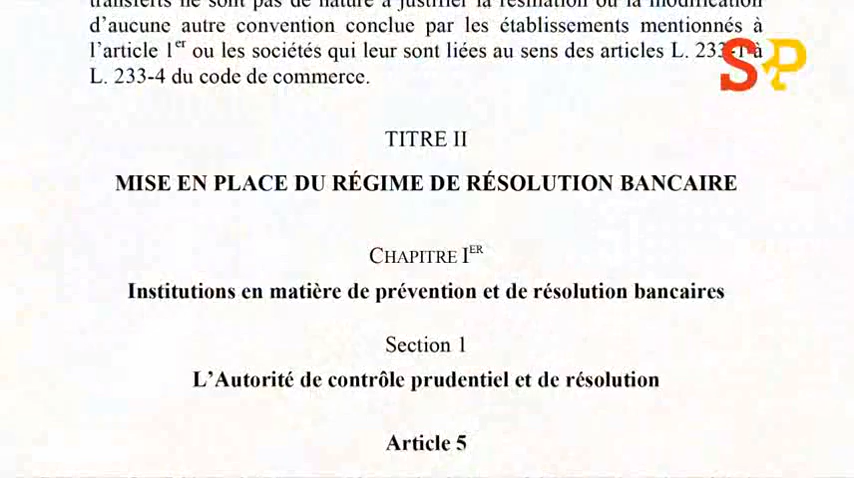 transferts ne sont pas de nature à justifier la résiliation ou la modification
d'aucune autre convention conclue par les établissements mentionnés à
l'article 1er ou les sociétés qui leur sont liées au sens des articles L. 233-1 à
L. 233-4 du code de commerce.
SP
TITRE II
MISE EN PLACE DU RÉGIME DE RÉSOLUTION BANCAIRE
CHAPITRE IER
Institutions en matière de prévention et de résolution bancaires
Section 1
L'Autorité de contrôle prudentiel et de résolution
Article 5